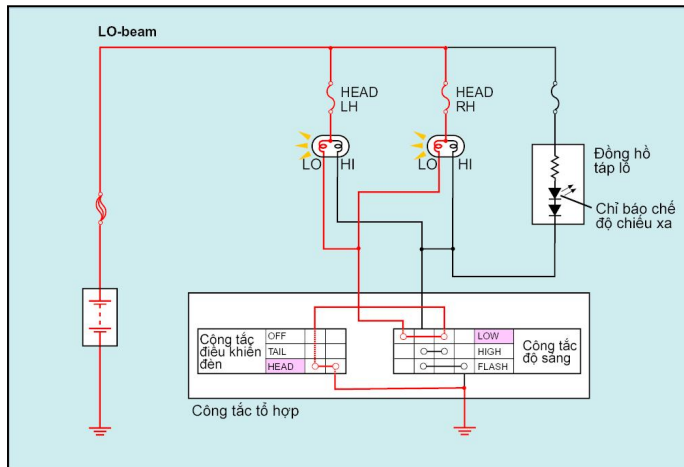 LO-beam
HEAD
LH
HEAD
RH
LO
HI
LO
HI
Đồng hồ
táp lô
Chỉ báo chế
độ chiếu xa
Công tắc
điều khiển
đèn
OFF
TAIL
HEAD
LOW
HIGH
FLASH
Công tắc
độ sáng
Công tắc tổ hợp